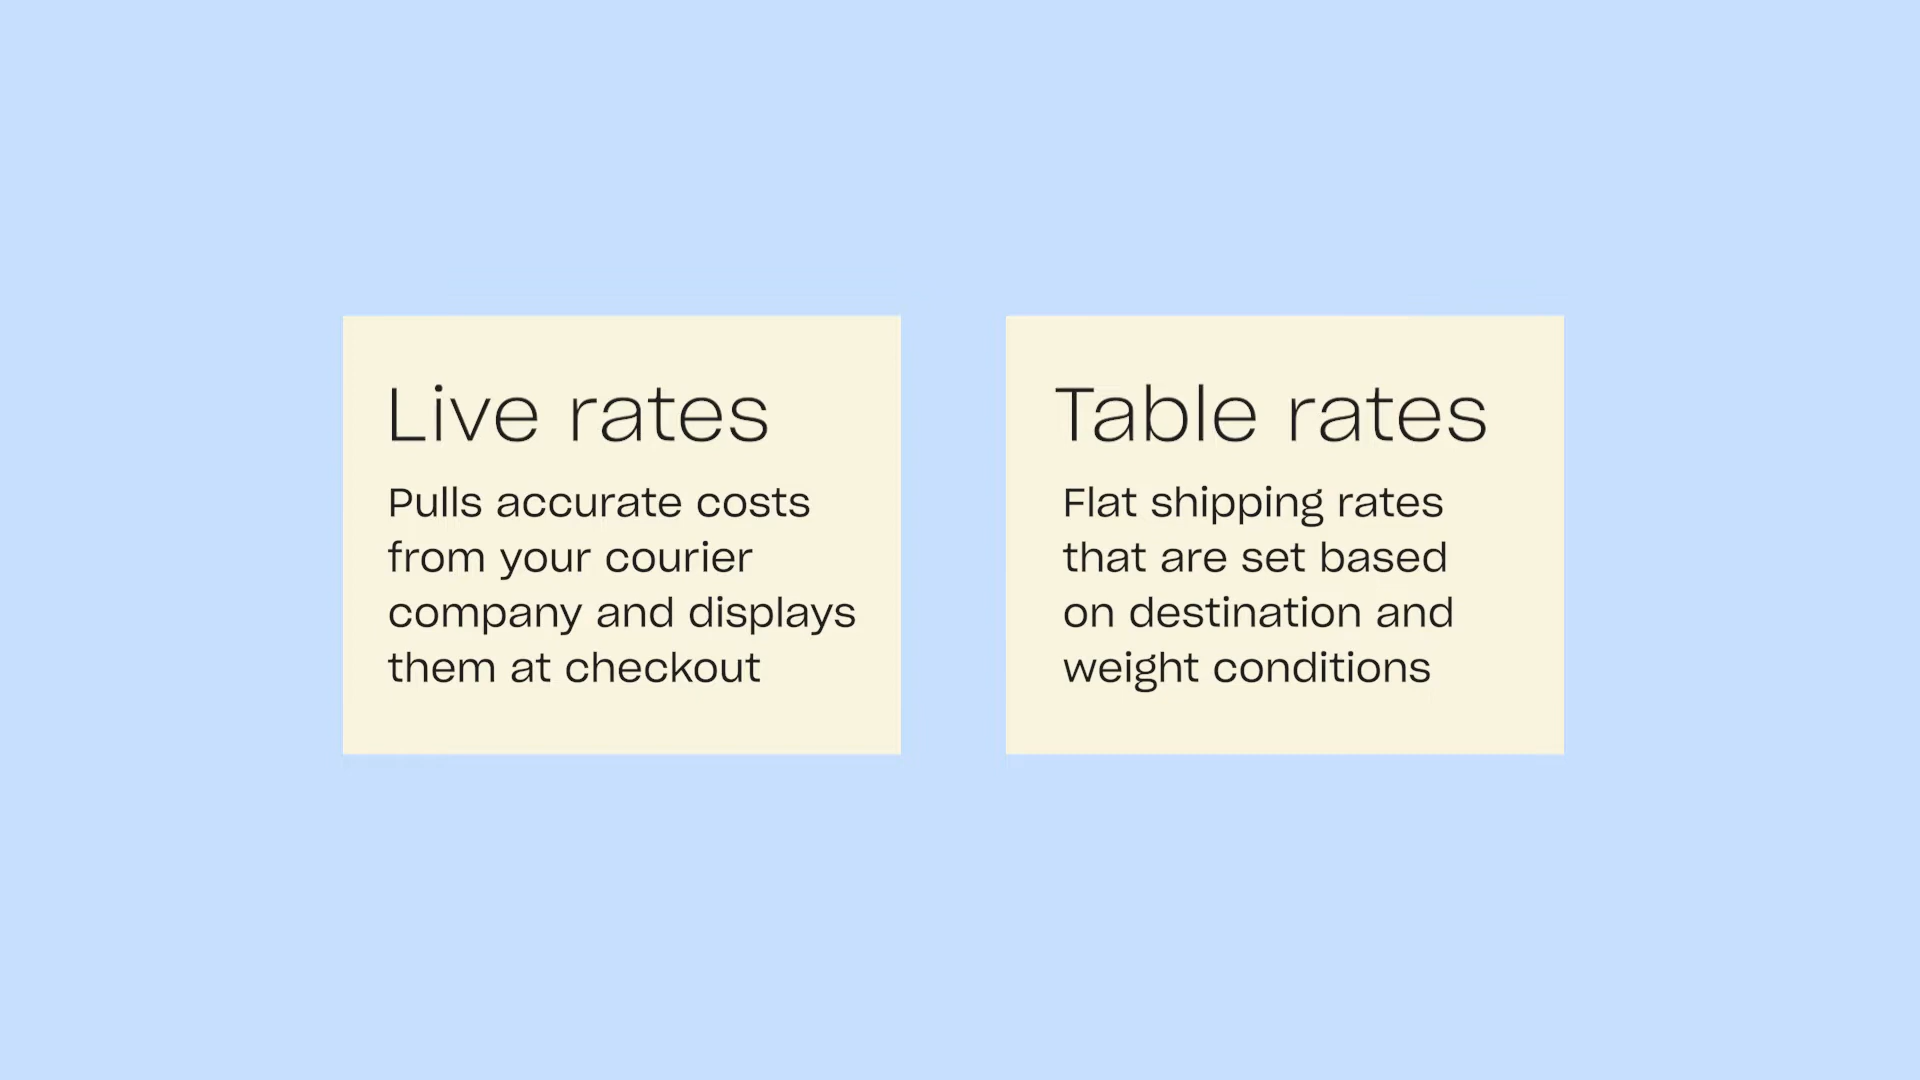 Live rates
Pulls accurate costs
from your courier
company and displays
them at checkout
Table rates
Flat shipping rates
that are set based
on destination and
weight conditions